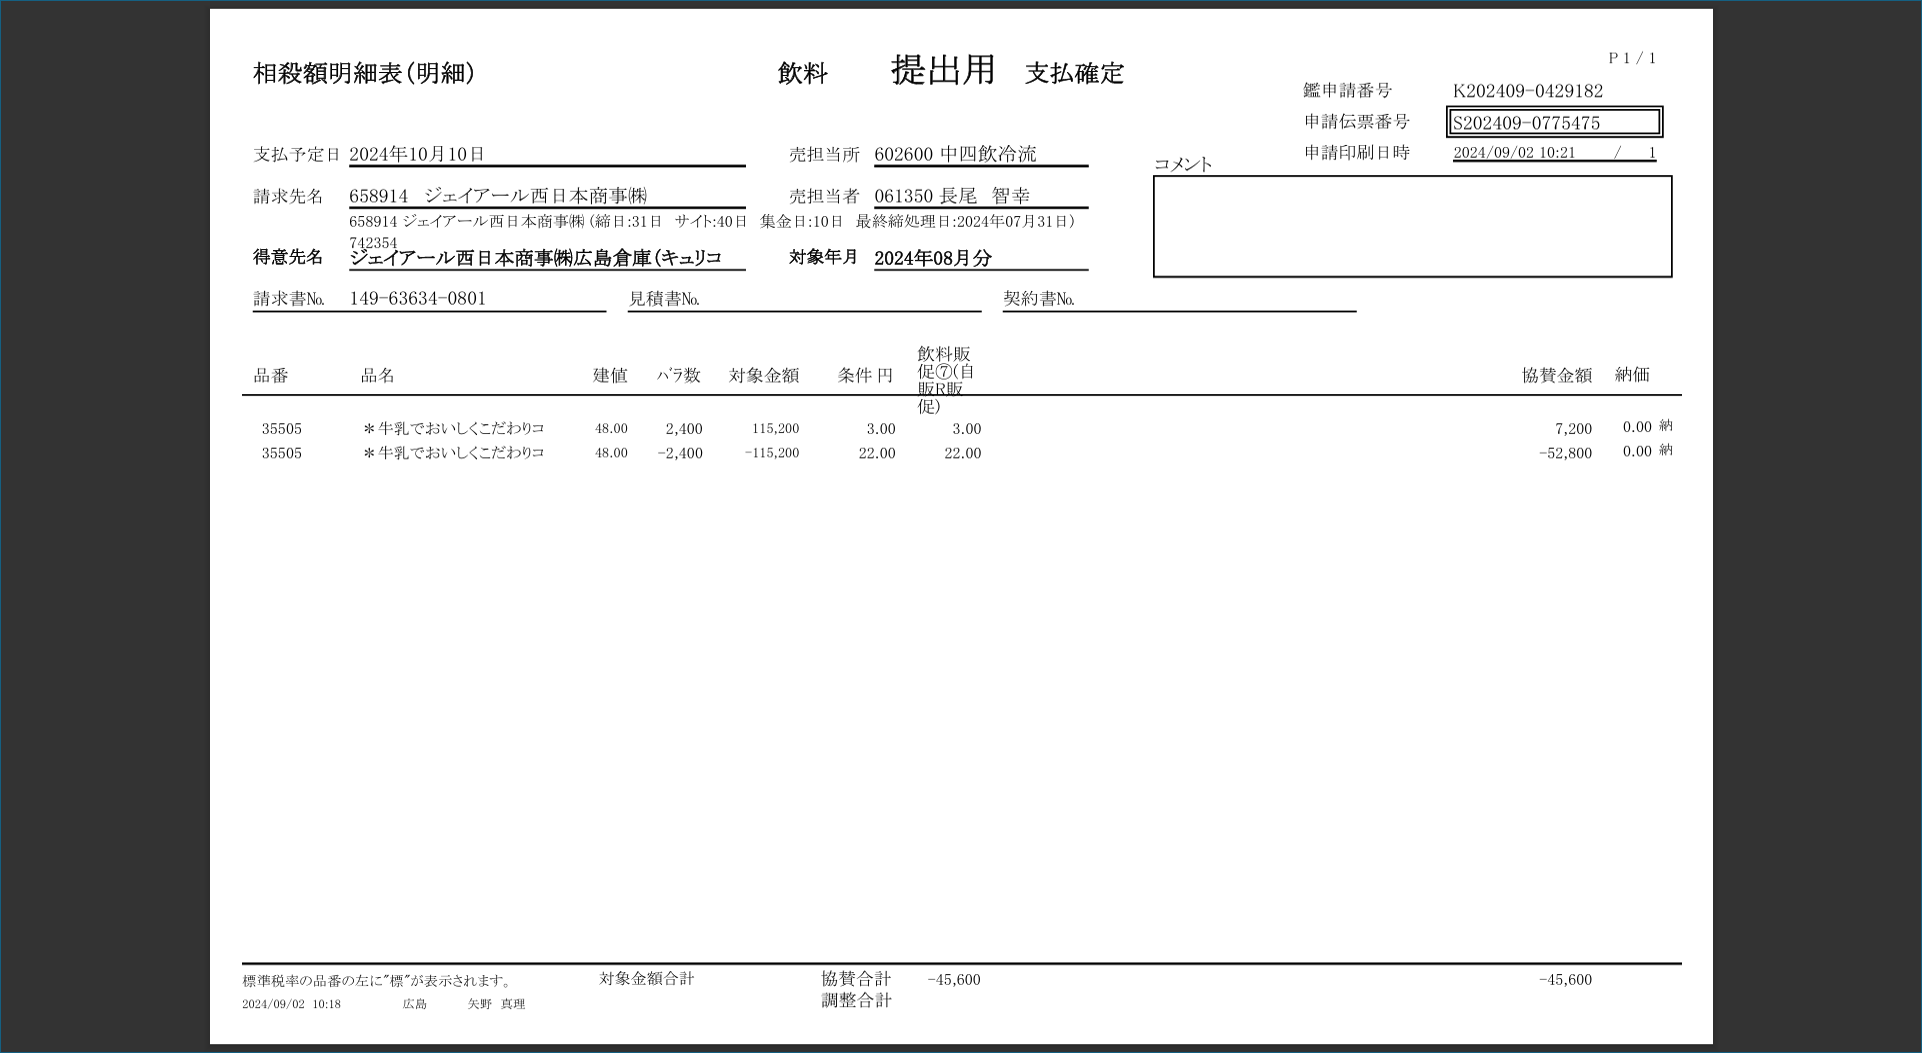 P 1 / 1
相殺額明細表(明細) 飲料 提出用 支払確定
鑑申請番号 K202409-0429182
申請伝票番号 S202409-0775475
申請印刷日時 2024/09/02 10:21 / 1
支払予定日 2024年10月10日 売担当所 602600 中四飲冷流
コメント
請求先名 658914 ジェイアール西日本商事㈱ 売担当者 061350 長尾 智幸
658914 ジェイアール西日本商事㈱ (締日:31日 サイト:40日 集金日:10日 最終締処理日:2024年07月31日)
742354
得意先名 ジェイアール西日本商事㈱広島倉庫(キュリコ 対象年月 2024年08月分
請求書№ 149-63634-0801 見積書№ 契約書№
品番 品名 建値 バラ数 対象金額 条件 円 飲料販促⑦(自販R販促) 協賛金額 納価
35505 *牛乳でおいしくこだわりコ 48.00 2,400 115,200 3.00 3.00 7,200 0.00 納
35505 *牛乳でおいしくこだわりコ 48.00 -2,400 -115,200 22.00 22.00 -52,800 0.00 納
標準税率の品番の左に"標"が表示されます。 対象金額合計 協賛合計 -45,600 -45,600
調整合計
2024/09/02 10:18 広島 矢野 真理